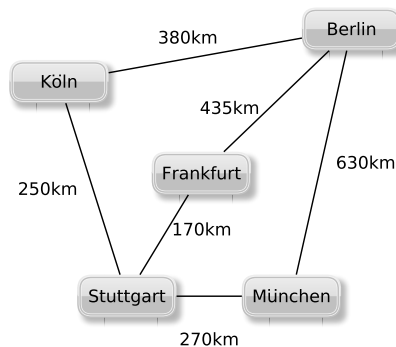 Berlin
380km
Köln
435km
630km
Frankfurt
250km
170km
Stuttgart
München
270km